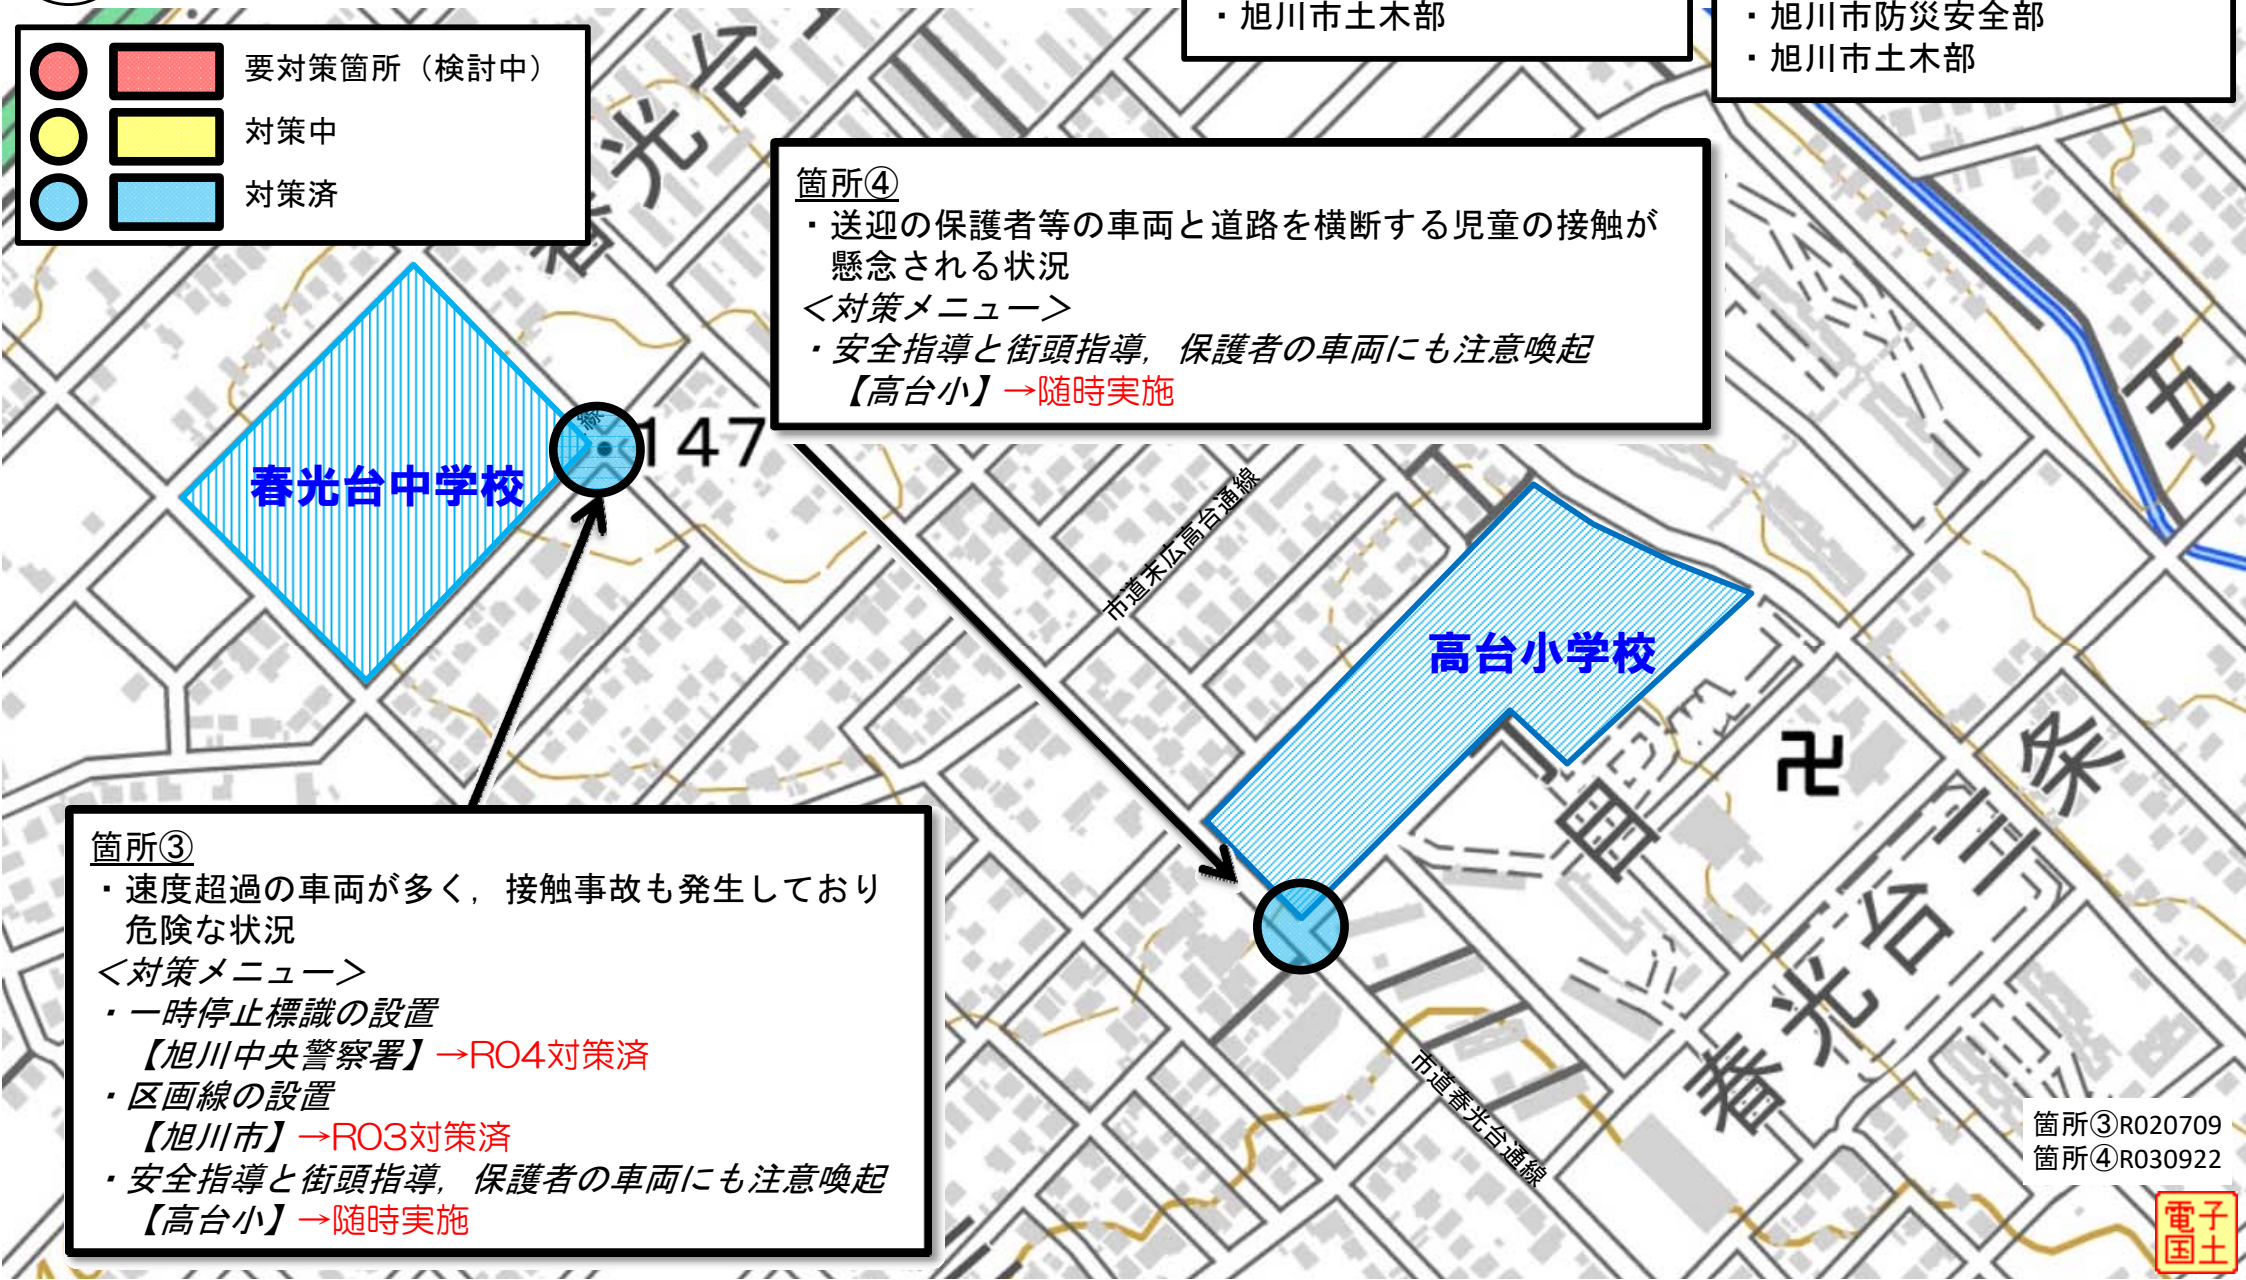 ・旭川市土木部
・旭川市防災安全部
・旭川市土木部
要対策箇所（検討中）
対策中
対策済
春光台
箇所④
・送迎の保護者等の車両と道路を横断する児童の接触が
懸念される状況
＜対策メニュー＞
・安全指導と街頭指導，保護者の車両にも注意喚起
【高台小】→随時実施
147
春光台中学校
市道末広高台通線
高台小学校
五
条
卍
春光台三
箇所③
・速度超過の車両が多く，接触事故も発生しており
危険な状況
＜対策メニュー＞
・一時停止標識の設置
【旭川中央警察署】→R04対策済
・区画線の設置
【旭川市】→R03対策済
・安全指導と街頭指導，保護者の車両にも注意喚起
【高台小】→随時実施
市道春光台通線
箇所③R020709
箇所④R030922
電子
国土